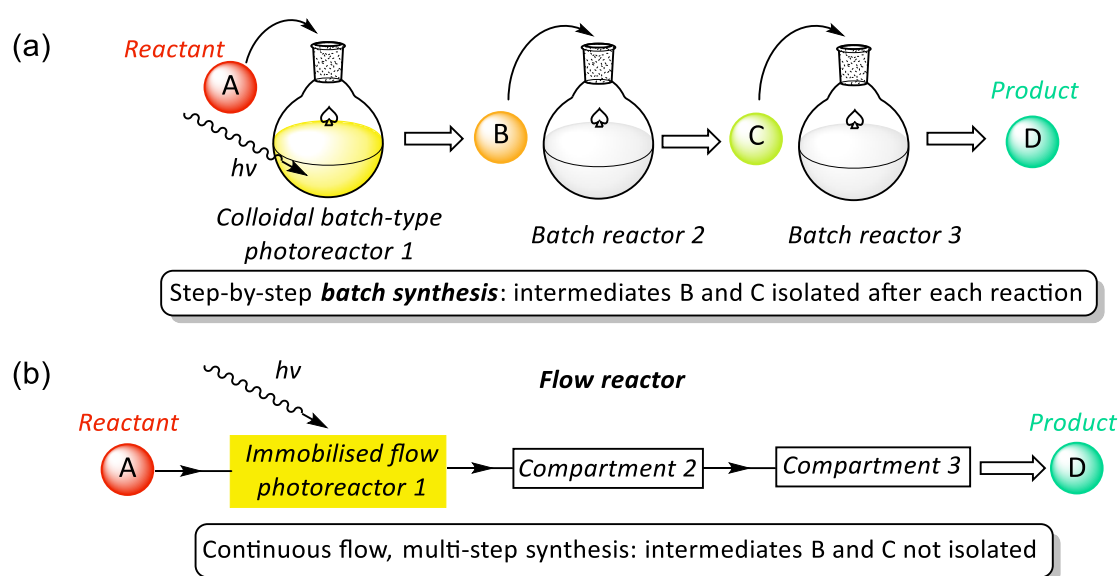 (a)
Reactant
A
hν
B
C
Product
D
Colloidal batch-type
photoreactor 1
Batch reactor 2
Batch reactor 3
Step-by-step batch synthesis: intermediates B and C isolated after each reaction
(b)
hν
Flow reactor
Reactant
A
Immobilised flow
photoreactor 1
Compartment 2
Compartment 3
Product
D
Continuous flow, multi-step synthesis: intermediates B and C not isolated